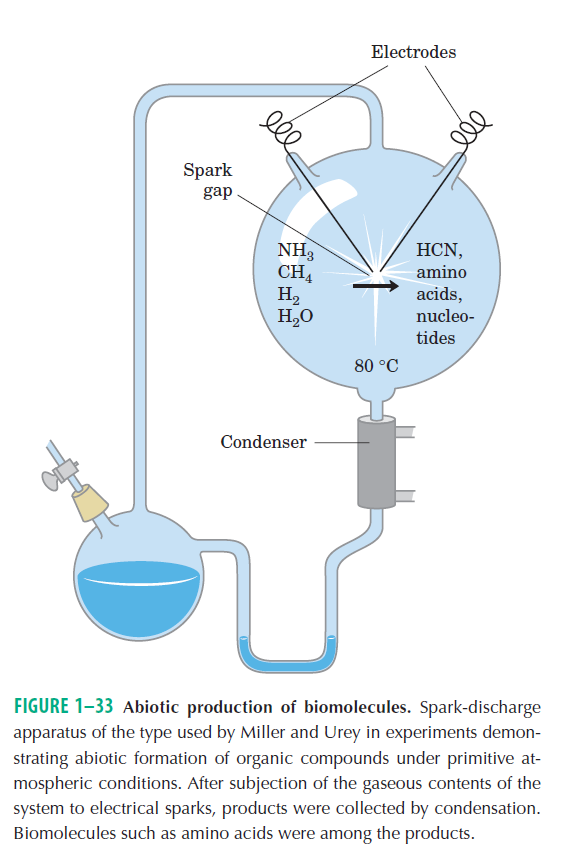 Electrodes
Spark
gap
NH₃
CH₄
H₂
H₂O
HCN,
amino
acids,
nucleo-
tides
80 °C
Condenser
FIGURE 1–33 Abiotic production of biomolecules. Spark-discharge
apparatus of the type used by Miller and Urey in experiments demon-
strating abiotic formation of organic compounds under primitive at-
mospheric conditions. After subjection of the gaseous contents of the
system to electrical sparks, products were collected by condensation.
Biomolecules such as amino acids were among the products.